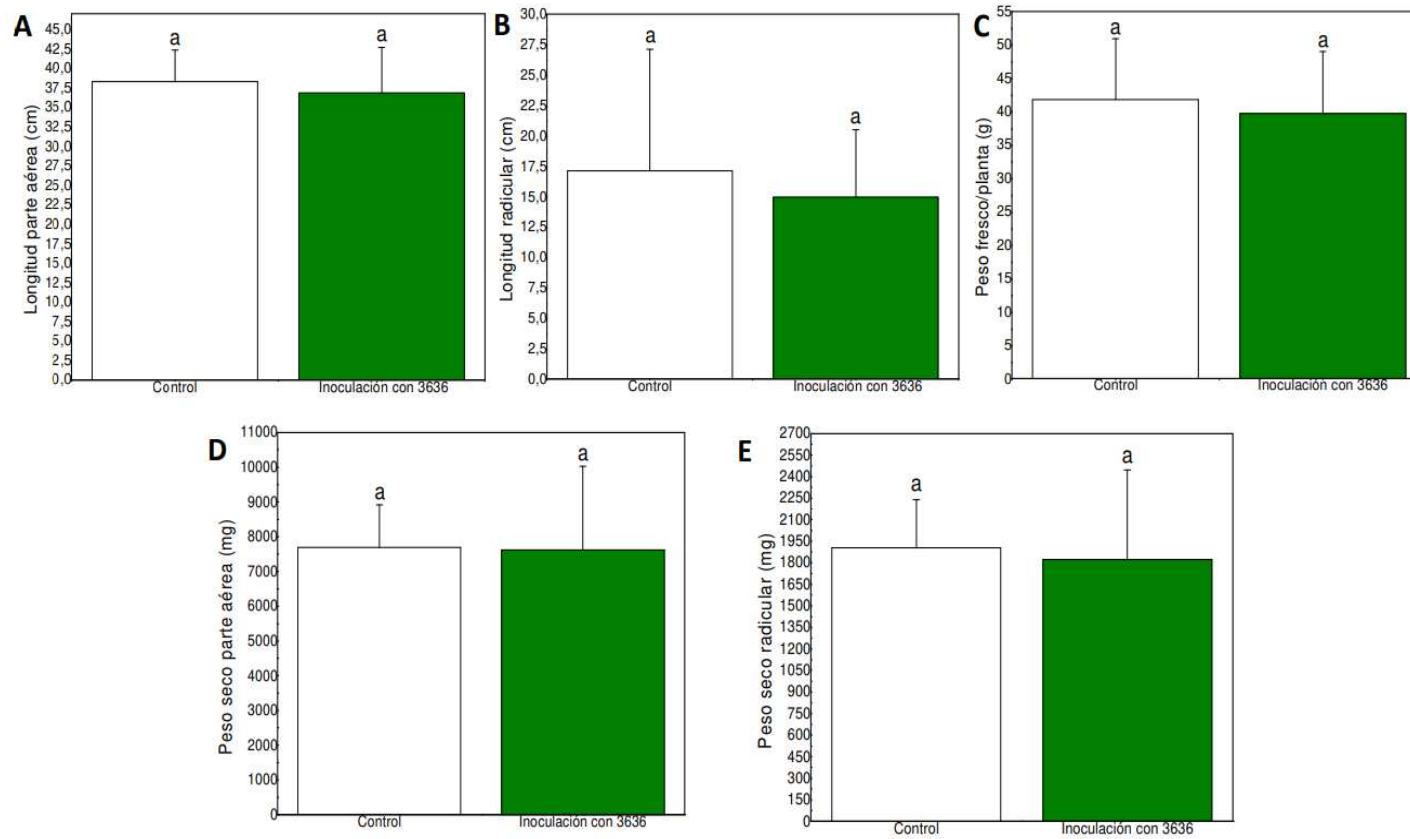 A
Longitud parte aérea (cm)
45,0
42,5
40,0
37,5
35,0
32,5
30,0
27,5
25,0
22,5
20,0
17,5
15,0
12,5
10,0
7,5
5,0
2,5
0,0
a
a
Control
Inoculación con 3636
B
Longitud radicular (cm)
30,0
27,5
25,0
22,5
20,0
17,5
15,0
12,5
10,0
7,5
5,0
2,5
0,0
a
a
Control
Inoculación con 3636
C
Peso fresco/planta (g)
55
50
45
40
35
30
25
20
15
10
5
0
a
a
Control
Inoculación con 3636
D
Peso seco parte aérea (mg)
11000
10000
9000
8000
7000
6000
5000
4000
3000
2000
1000
0
a
a
Control
Inoculación con 3636
E
Peso seco radicular (mg)
2700
2550
2400
2250
2100
1950
1800
1650
1500
1350
1200
1050
900
750
600
450
300
150
0
a
a
Control
Inoculación con 3636